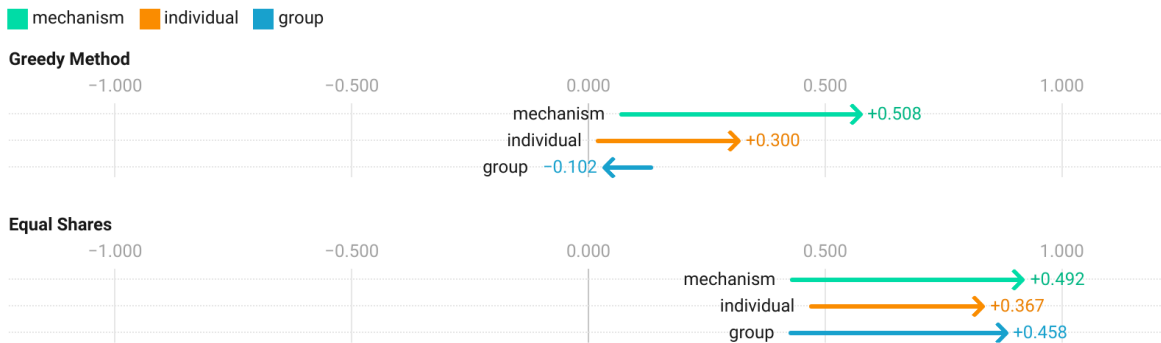 mechanism individual group
Greedy Method
−1.000 −0.500 0.000 0.500 1.000
mechanism +0.508
individual +0.300
group −0.102
Equal Shares
−1.000 −0.500 0.000 0.500 1.000
mechanism +0.492
individual +0.367
group +0.458